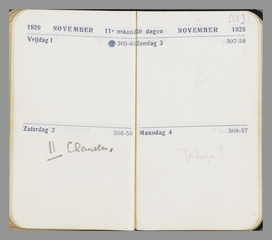 1929 NOVEMBER 11e maand
30 dagen NOVEMBER 1929
Vrijdag 1 305-60
Zondag 3 307-58
Zaterdag 2 306-59
11
Maandag 4 308-57